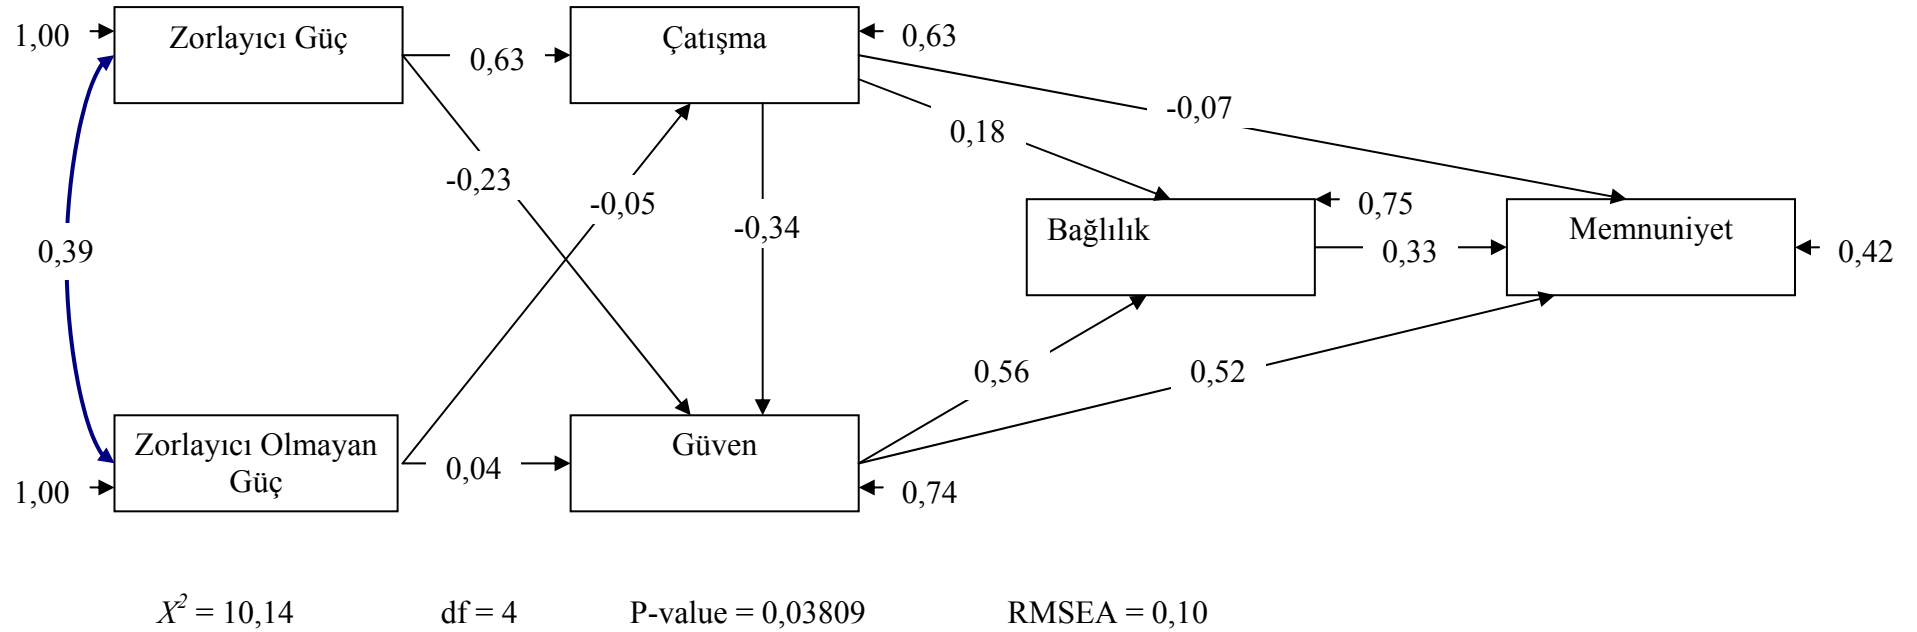 1,00
Zorlayıcı Güç
0,63
Çatışma
0,63
-0,07
0,18
-0,23
-0,05
-0,34
0,75
Bağlılık
0,33
Memnuniyet
0,42
0,39
0,56
0,52
Zorlayıcı Olmayan
Güç
1,00
0,04
Güven
0,74
X² = 10,14 df = 4 P-value = 0,03809 RMSEA = 0,10